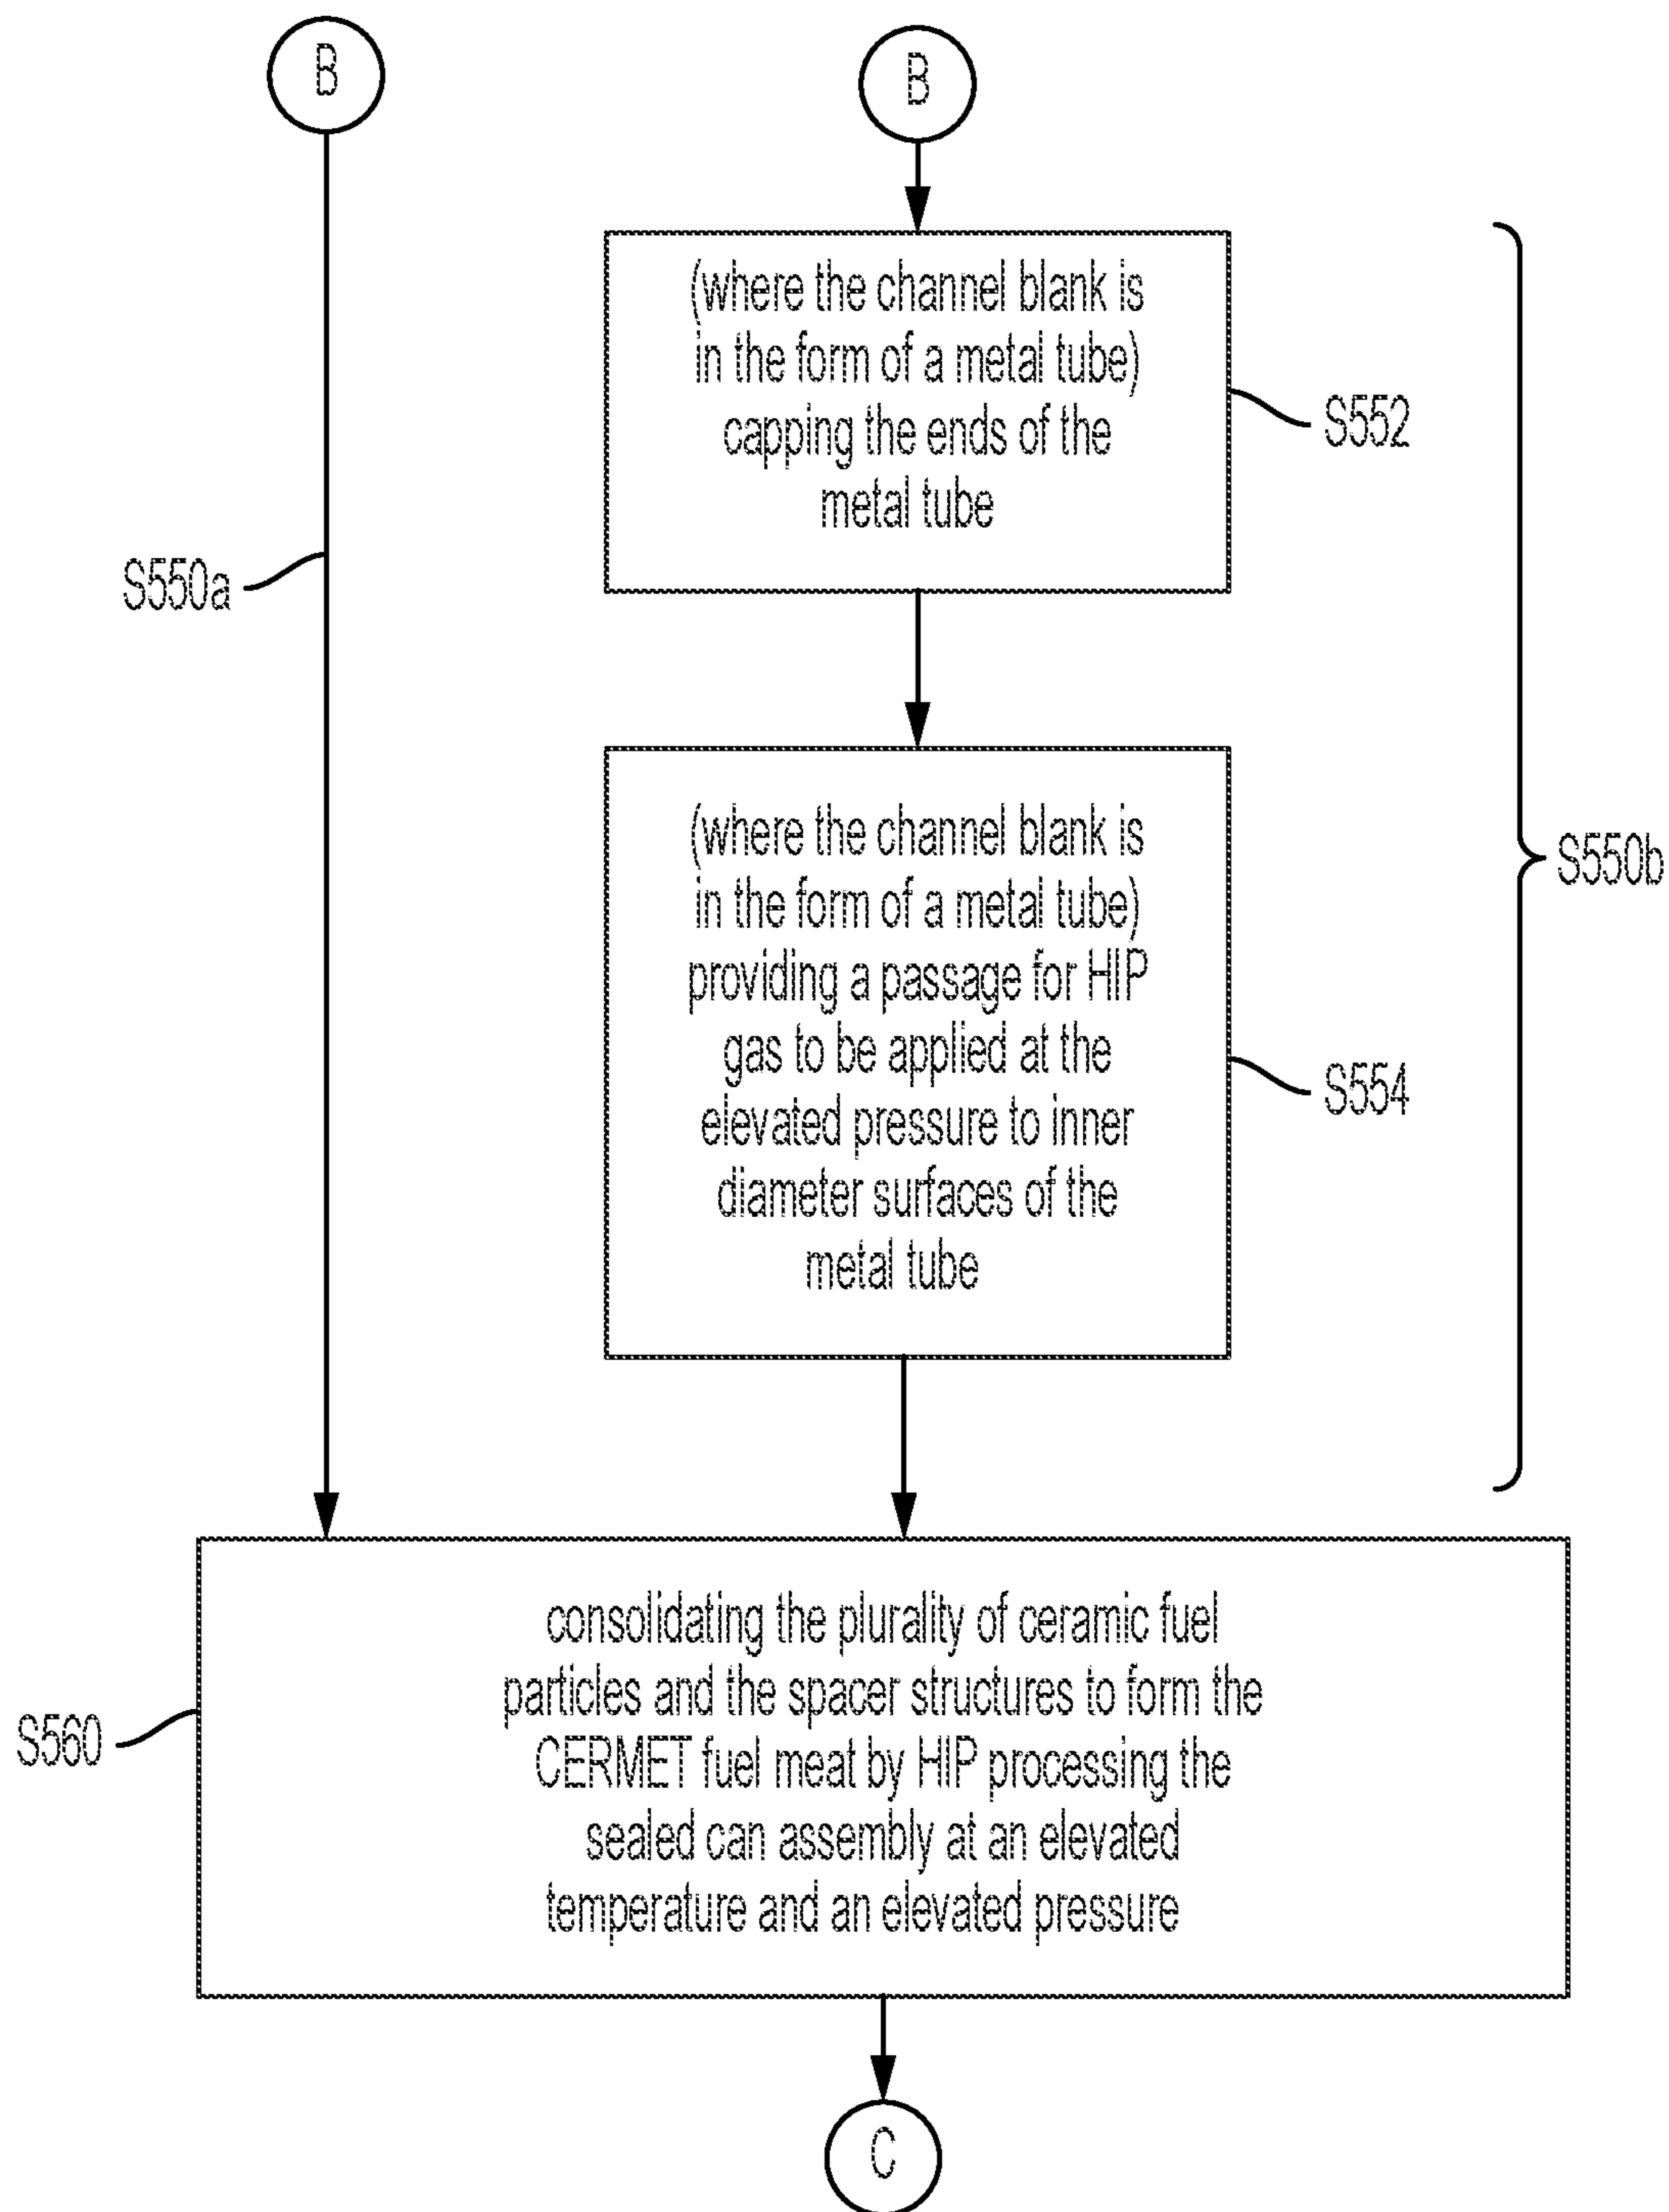 B
B
(where the channel blank is
in the form of a metal tube)
capping the ends of the
metal tube
S552
S550a
(where the channel blank is
in the form of a metal tube)
providing a passage for HIP
gas to be applied at the
elevated pressure to inner
diameter surfaces of the
metal tube
S550b
S554
consolidating the plurality of ceramic fuel
particles and the spacer structures to form the
CERMET fuel meat by HIP processing the
sealed can assembly at an elevated
temperature and an elevated pressure
S560
C